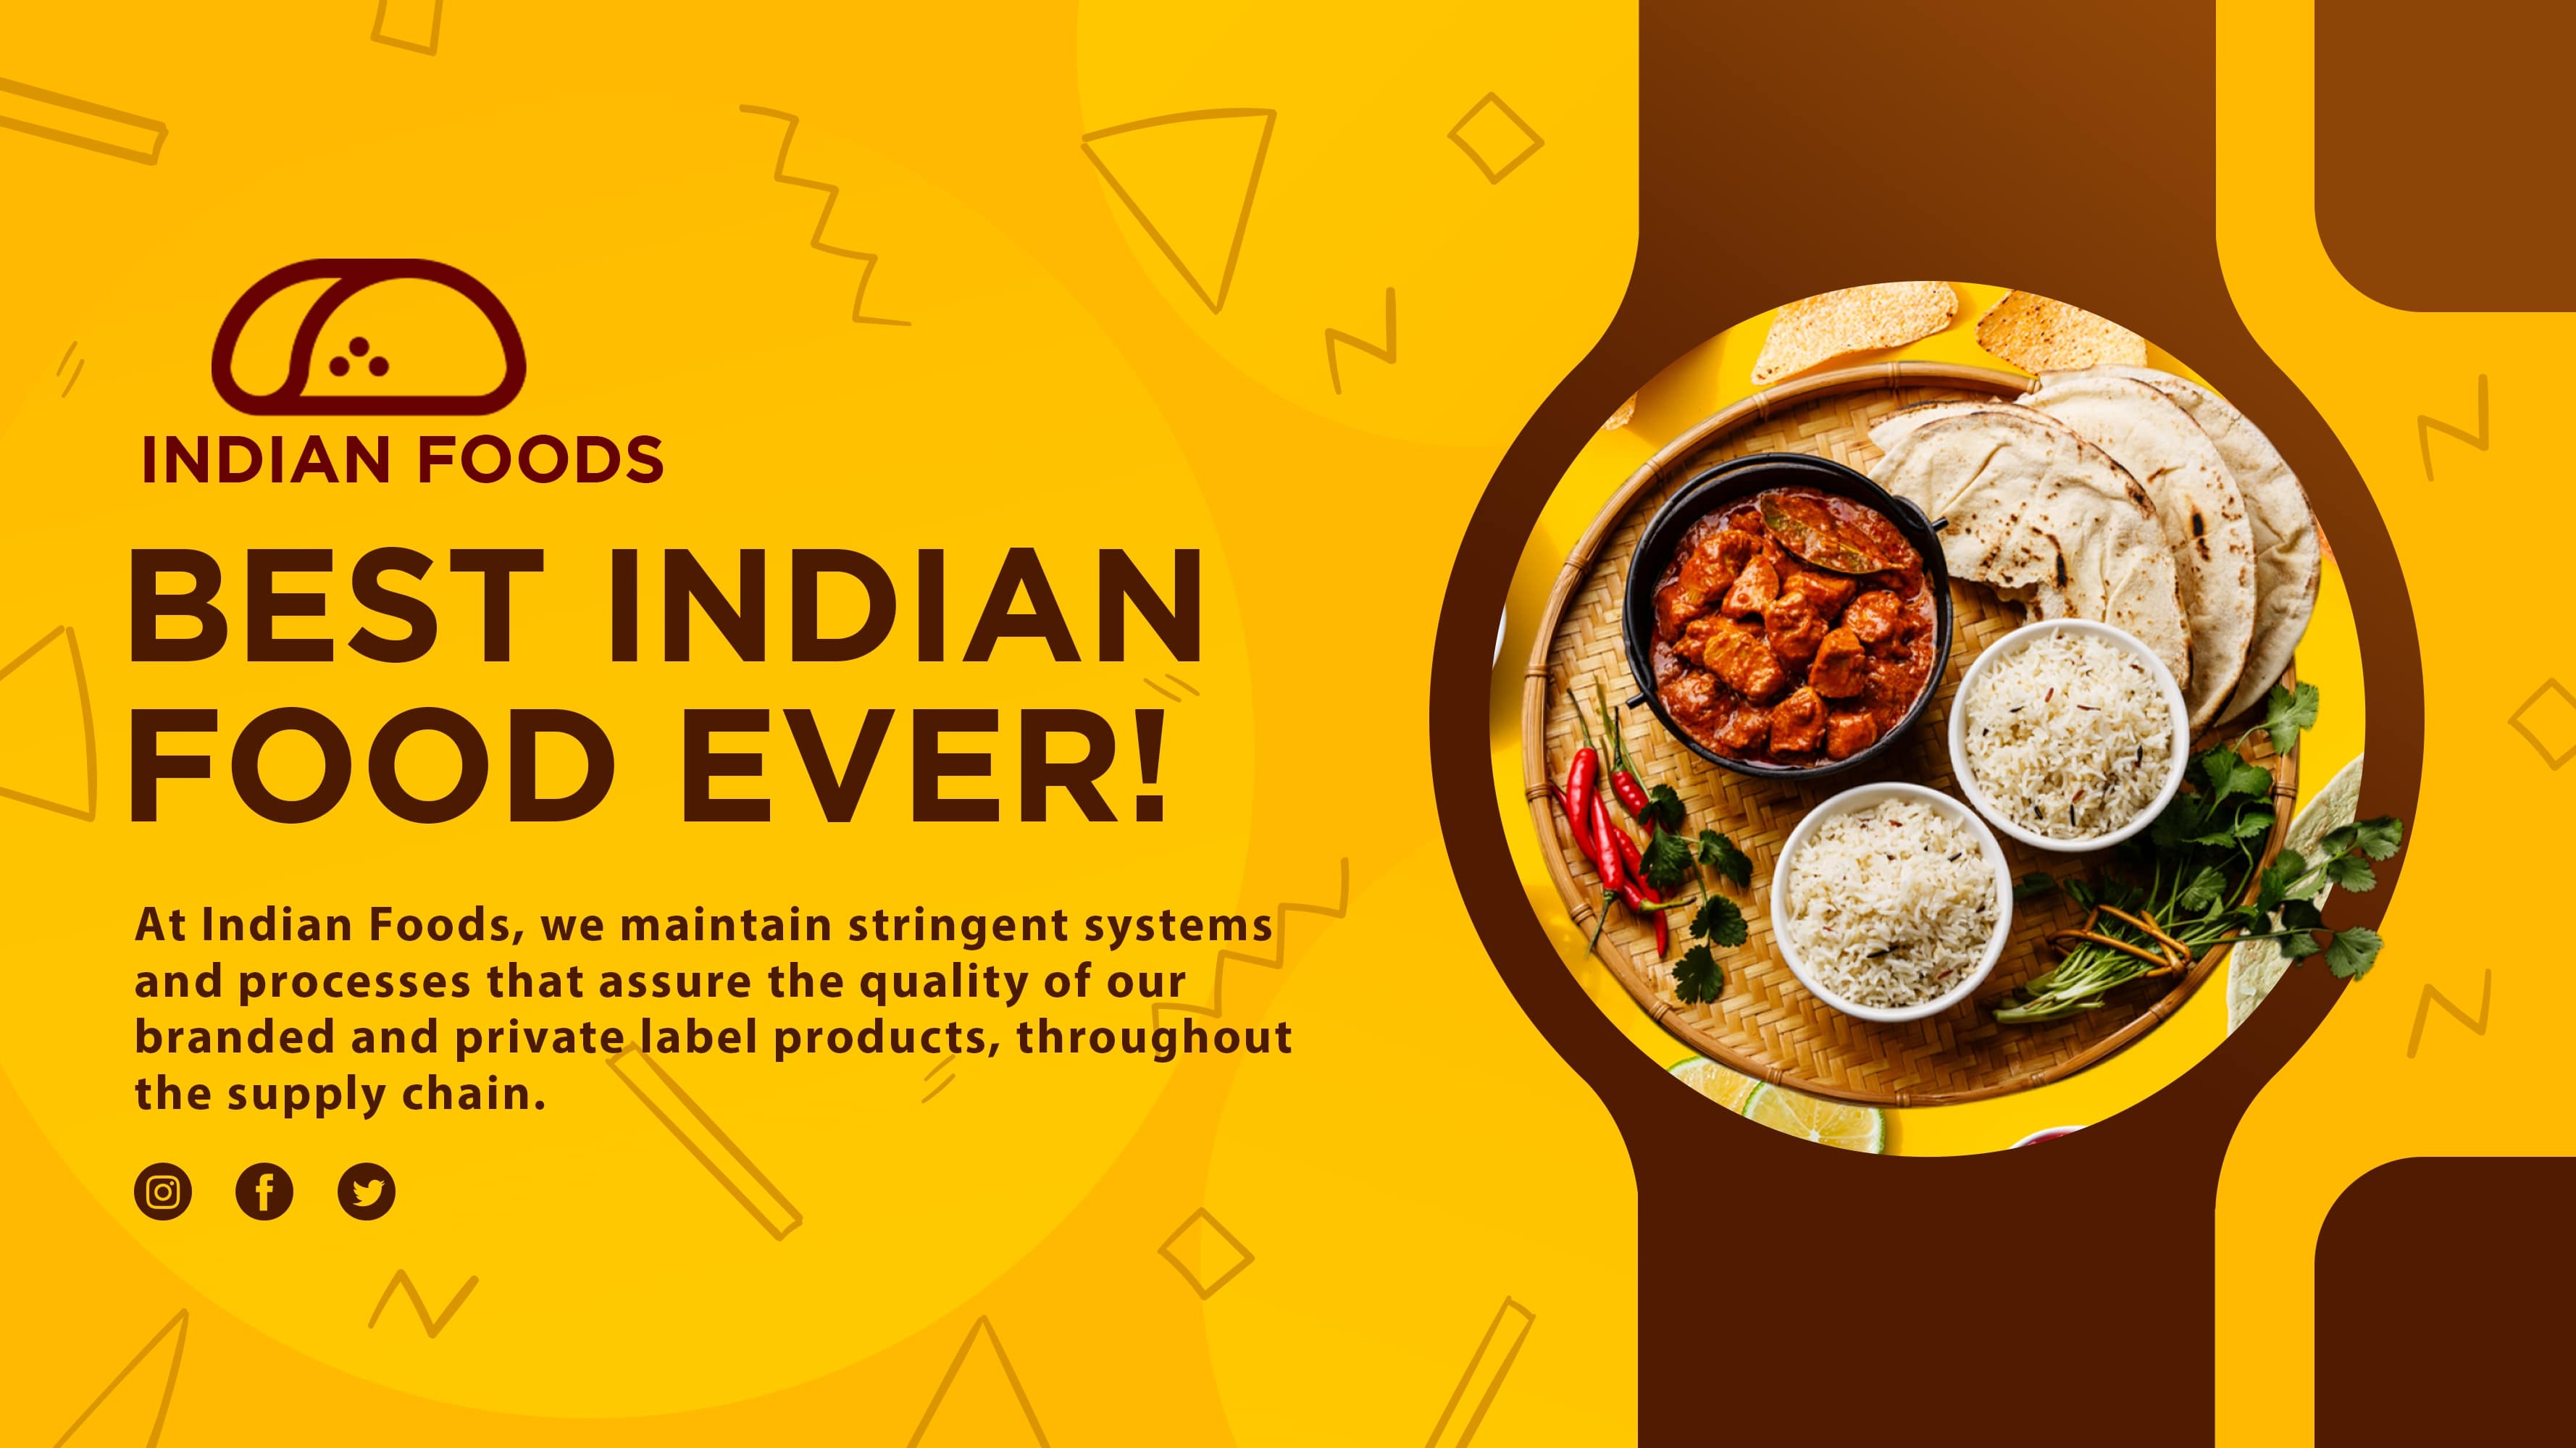 INDIAN FOODS
BEST INDIAN
FOOD EVER!
At Indian Foods, we maintain stringent systems
and processes that assure the quality of our
branded and private label products, throughout
the supply chain.